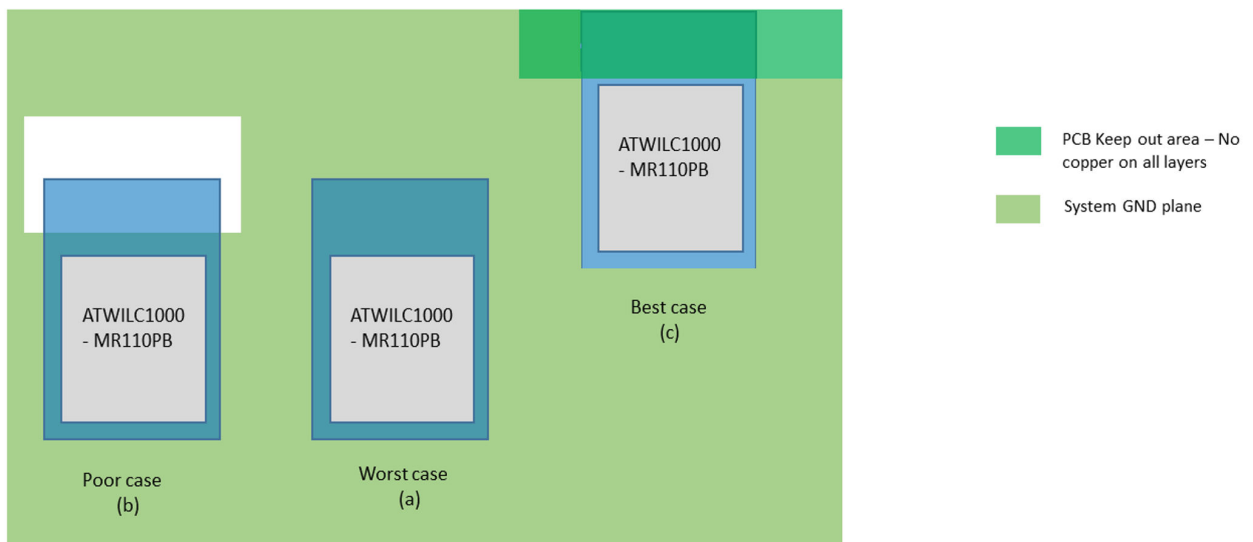 ATWILC1000
- MR110PB
Poor case
(b)
ATWILC1000
- MR110PB
Worst case
(a)
ATWILC1000
- MR110PB
Best case
(c)
PCB Keep out area – No
copper on all layers
System GND plane